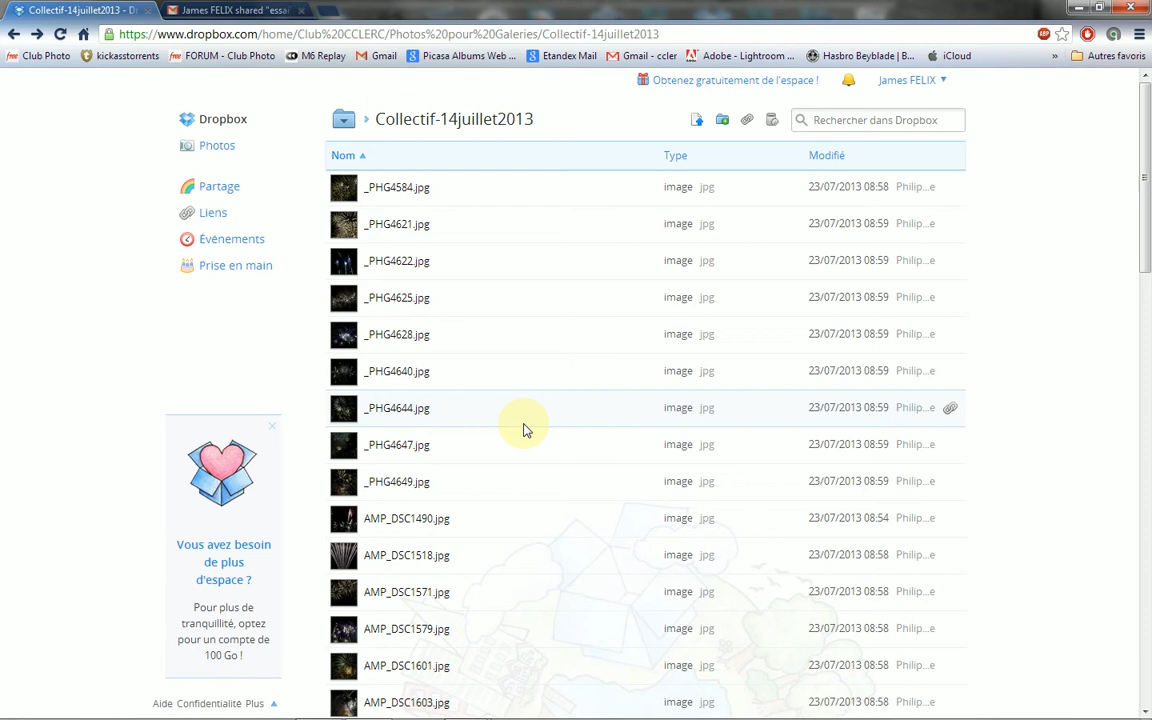 Collectif-14juillet2013 - Dr
James FELIX shared "essai
https://www.dropbox.com/home/Club%20CCLERC/Photos%20pour%20Galeries/Collectif-14juillet2013
free Club Photo kickasstorrents free FORUM - Club Photo M6 Replay Gmail Picasa Albums Web ... Etandex Mail Gmail - ccler Adobe - Lightroom ... Hasbro Beyblade | B... iCloud » Autres favoris
Obtenez gratuitement de l'espace ! James FELIX
Dropbox
Photos
Partage
Liens
Événements
Prise en main
Collectif-14juillet2013
Rechercher dans Dropbox
Nom Type Modifié
_PHG4584.jpg image jpg 23/07/2013 08:58 Philip...e
_PHG4621.jpg image jpg 23/07/2013 08:59 Philip...e
_PHG4622.jpg image jpg 23/07/2013 08:59 Philip...e
_PHG4625.jpg image jpg 23/07/2013 08:59 Philip...e
_PHG4628.jpg image jpg 23/07/2013 08:59 Philip...e
_PHG4640.jpg image jpg 23/07/2013 08:59 Philip...e
_PHG4644.jpg image jpg 23/07/2013 08:59 Philip...e
_PHG4647.jpg image jpg 23/07/2013 08:59 Philip...e
_PHG4649.jpg image jpg 23/07/2013 08:59 Philip...e
AMP_DSC1490.jpg image jpg 23/07/2013 08:54 Philip...e
AMP_DSC1518.jpg image jpg 23/07/2013 08:58 Philip...e
AMP_DSC1571.jpg image jpg 23/07/2013 08:58 Philip...e
AMP_DSC1579.jpg image jpg 23/07/2013 08:58 Philip...e
AMP_DSC1601.jpg image jpg 23/07/2013 08:58 Philip...e
AMP_DSC1603.jpg image jpg 23/07/2013 08:58 Philip...e
Vous avez besoin
de plus
d'espace ?
Pour plus de
tranquillité, optez
pour un compte de
100 Go !
Aide Confidentialité Plus